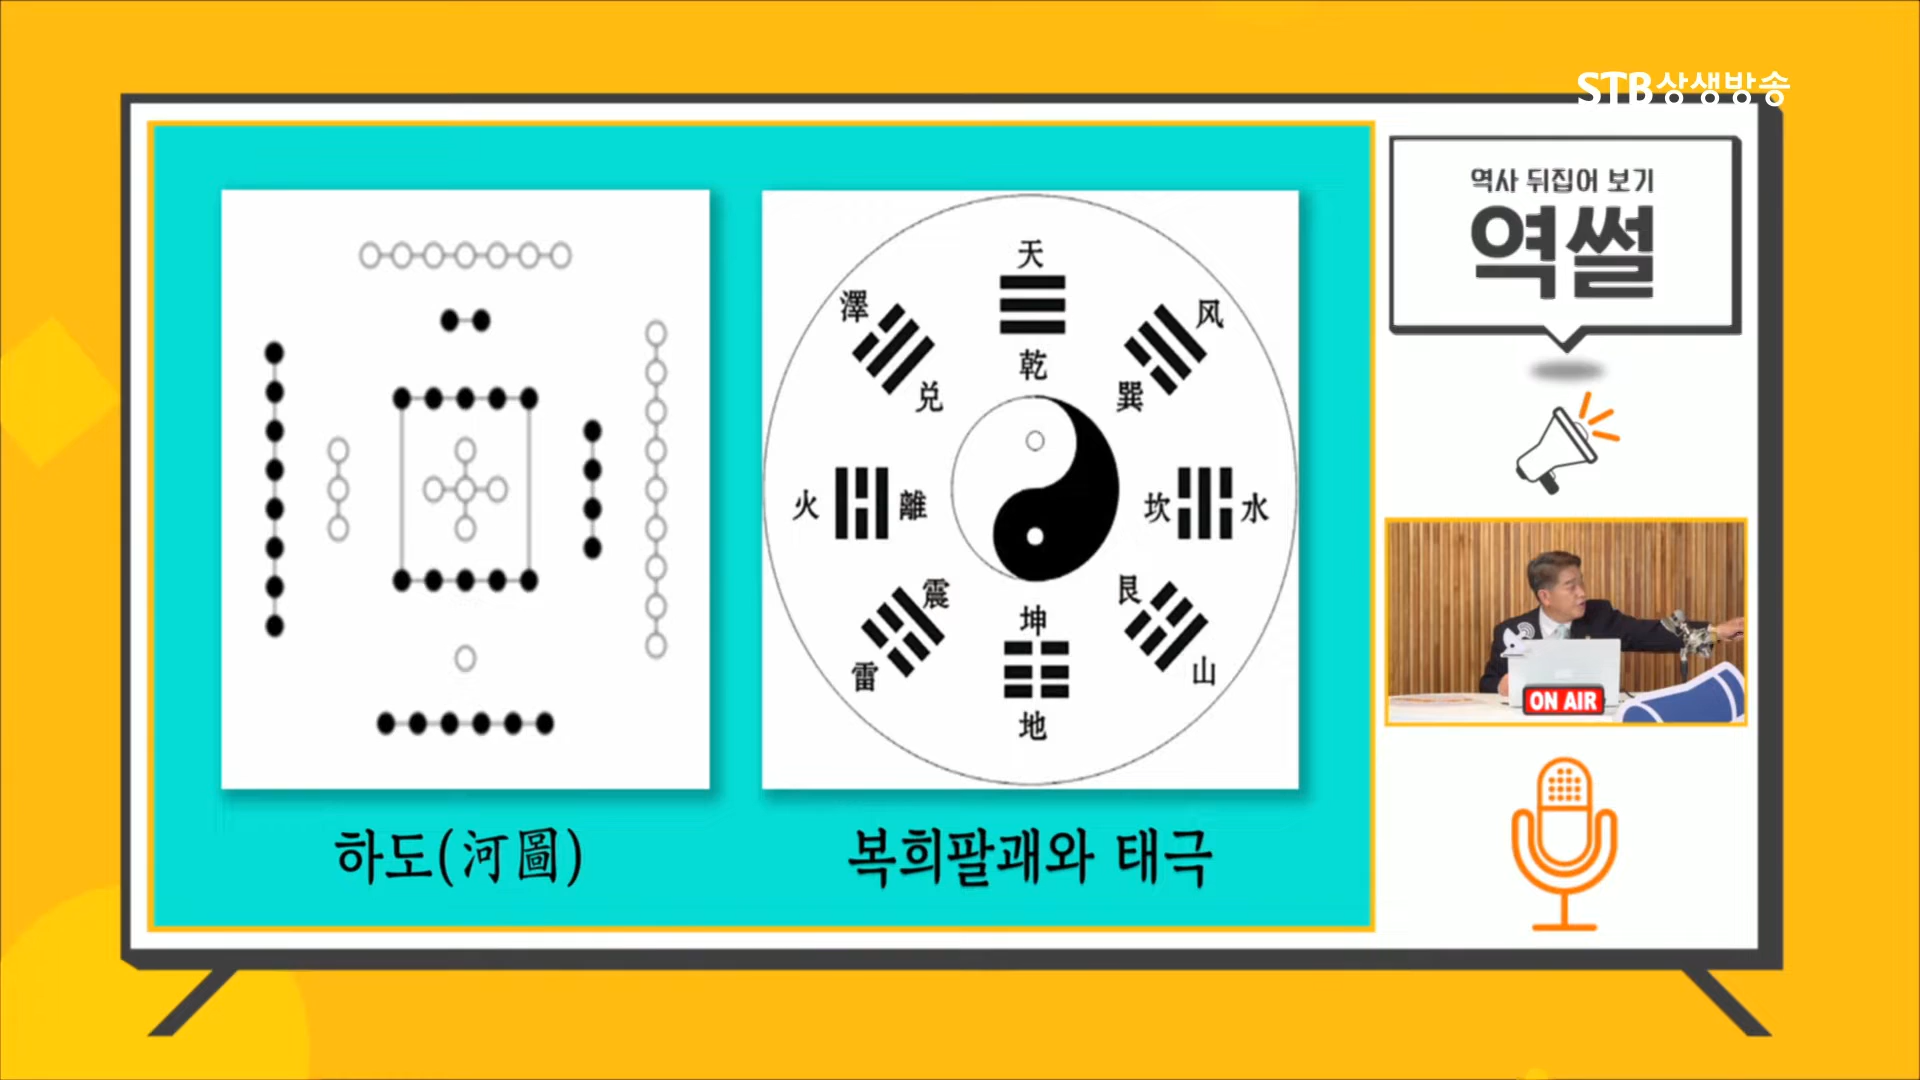 STB상생방송
역사 뒤집어 보기
역썰
天
乾
澤
兑
风
巽
火
離
坎
水
震
雷
坤
地
艮
山
ON AIR
하도(河圖)
복희팔괘와 태극